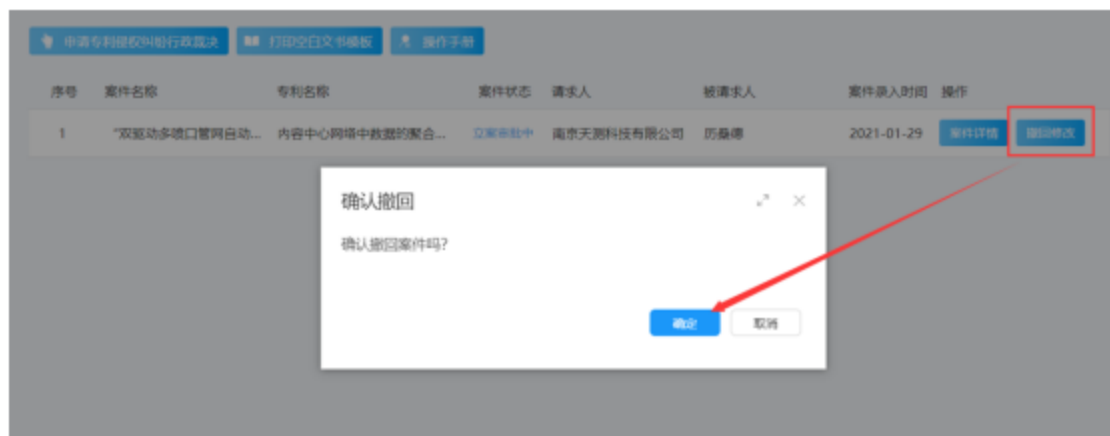 申请专利侵权纠纷行政裁决 打印空白文书模板 操作手册
序号 案件名称 专利名称 案件状态 请求人 被请求人 案件录入时间 操作
1 "双驱动多喷口管网自动... 内容中心网络中数据的聚合... 立案审批中 南京天测科技有限公司 历桑德 2021-01-29 案件详情 撤回修改
确认撤回
确认撤回案件吗?
确定 取消